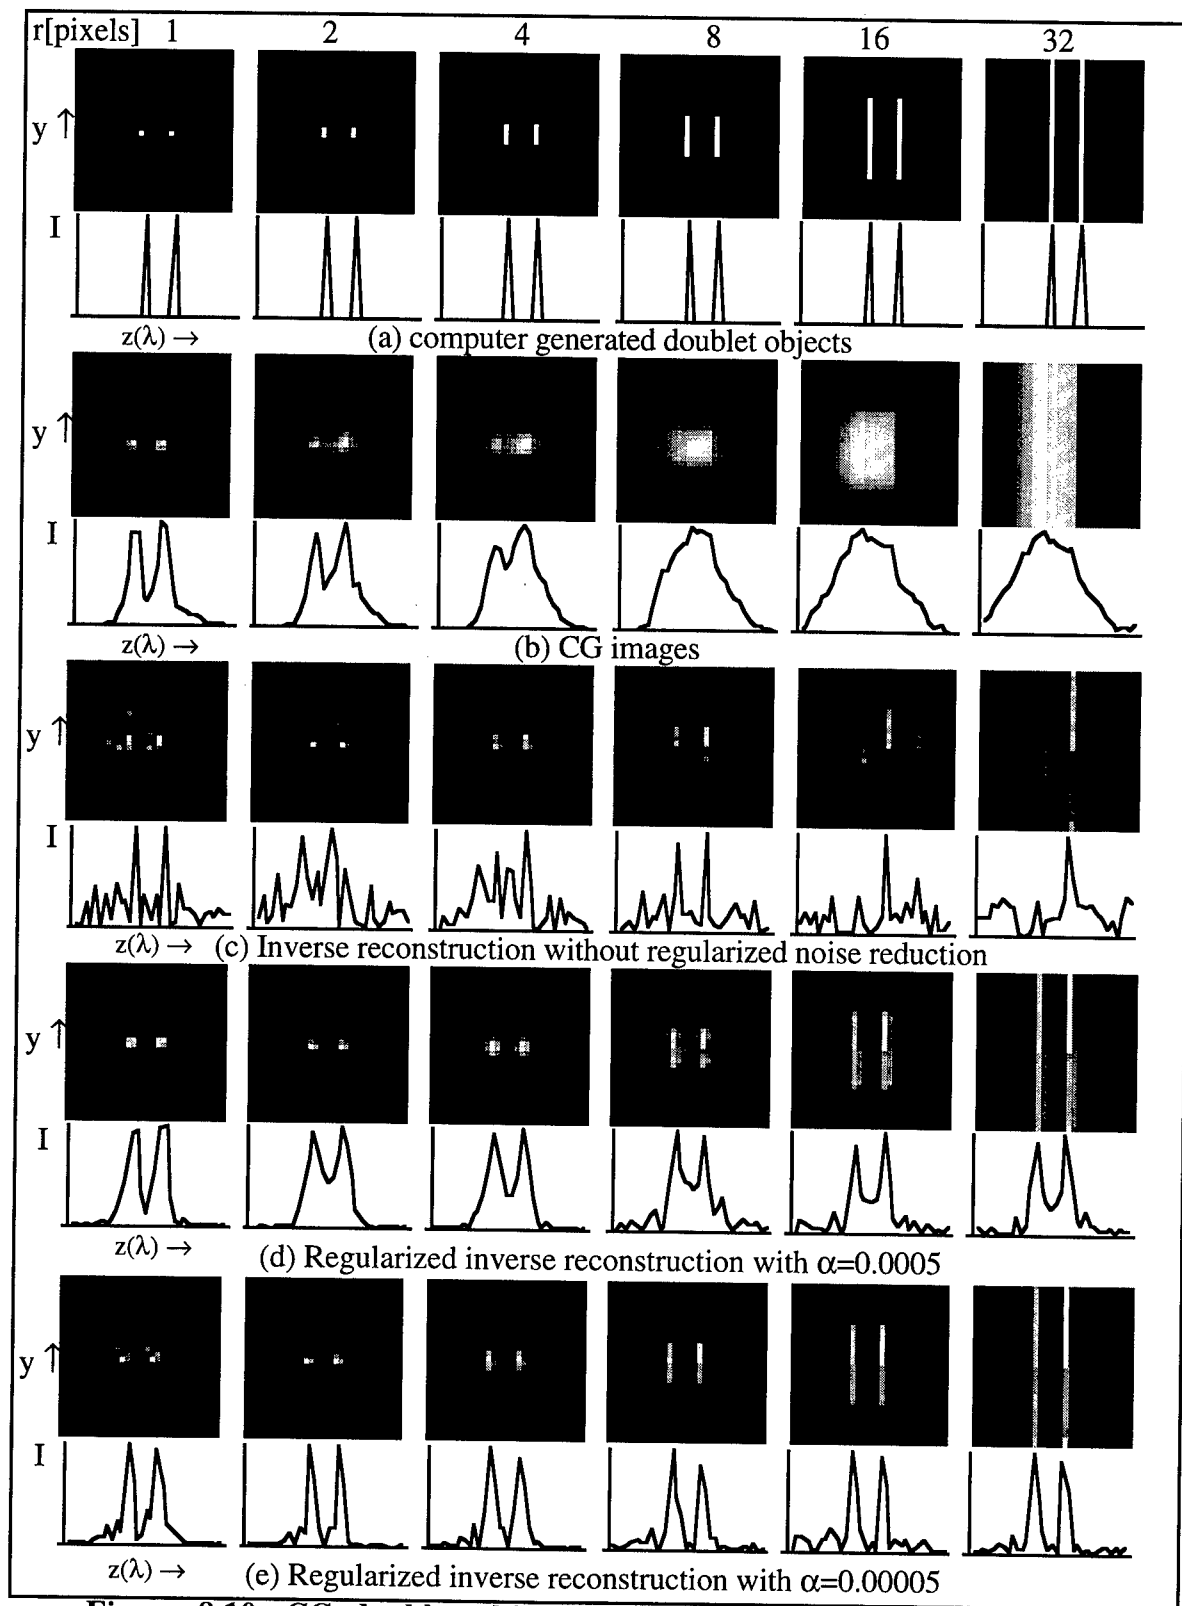 r[pixels] 1 2 4 8 16 32
y ↑
I
z(λ) →
(a) computer generated doublet objects
y ↑
I
z(λ) →
(b) CG images
y ↑
I
z(λ) →
(c) Inverse reconstruction without regularized noise reduction
y ↑
I
z(λ) →
(d) Regularized inverse reconstruction with α=0.0005
y ↑
I
z(λ) →
(e) Regularized inverse reconstruction with α=0.00005